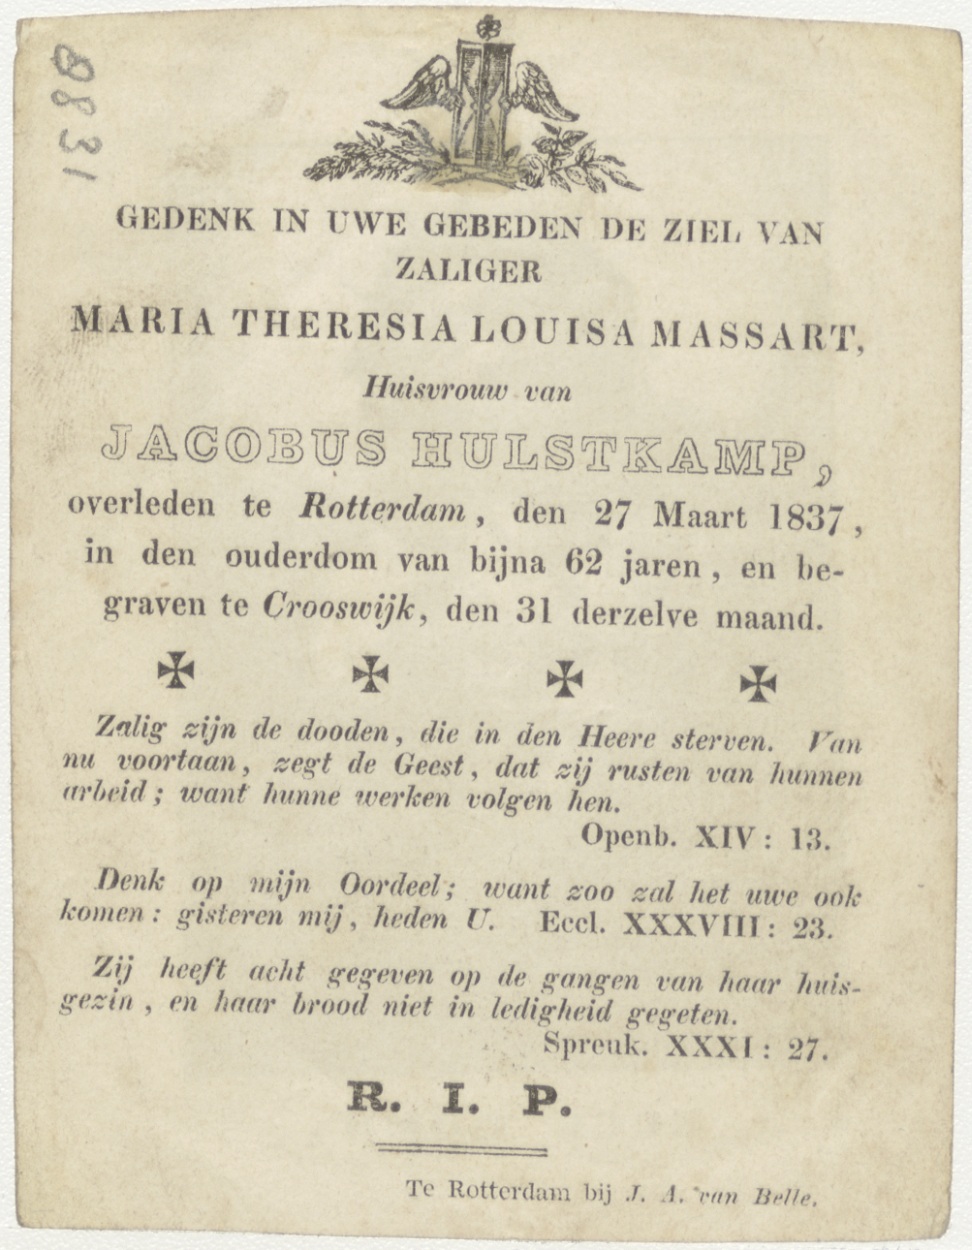 8831
GEDENK IN UWE GEBEDEN DE ZIEL VAN
ZALIGER
MARIA THERESIA LOUISA MASSART,
Huisvrouw van
JACOBUS HULSTKAMP,
overleden te Rotterdam, den 27 Maart 1837,
in den ouderdom van bijna 62 jaren, en be-
graven te Crooswijk, den 31 derzelve maand.
Zalig zijn de dooden, die in den Heere sterven. Van
nu voortaan, zegt de Geest, dat zij rusten van hunnen
arbeid; want hunne werken volgen hen.
Openb. XIV: 13.
Denk op mijn Oordeel; want zoo zal het uwe ook
komen: gisteren mij, heden U. Eccl. XXXVIII: 23.
Zij heeft acht gegeven op de gangen van haar huis-
gezin, en haar brood niet in ledigheid gegeten.
Spreuk. XXXI: 27.
R. I. P.
Te Rotterdam bij J. A. van Belle.